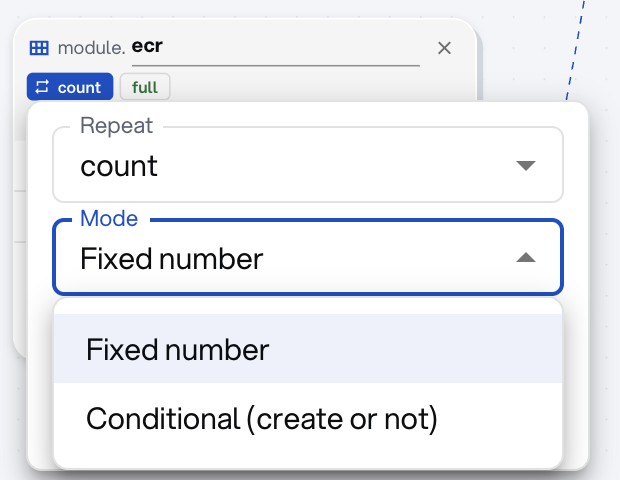 module. ecr
count full
Repeat
count
Mode
Fixed number
Fixed number
Conditional (create or not)